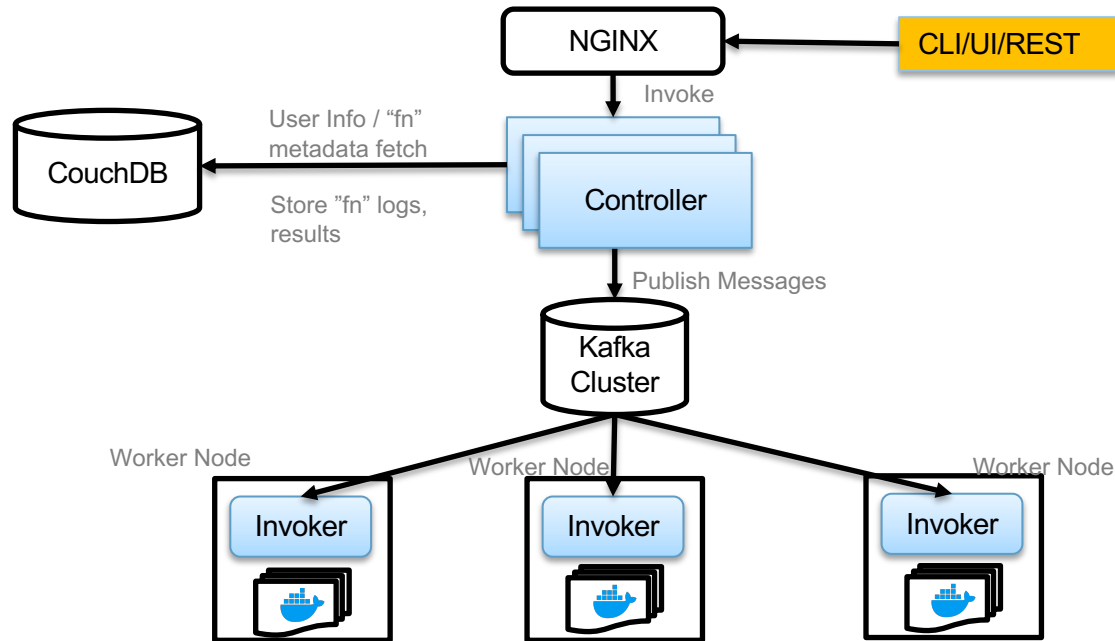 NGINX
CLI/UI/REST
Invoke
User Info / “fn”
metadata fetch
CouchDB
Store ”fn” logs,
results
Controller
Publish Messages
Kafka
Cluster
Worker Node
Worker Node
Worker Node
Invoker
Invoker
Invoker